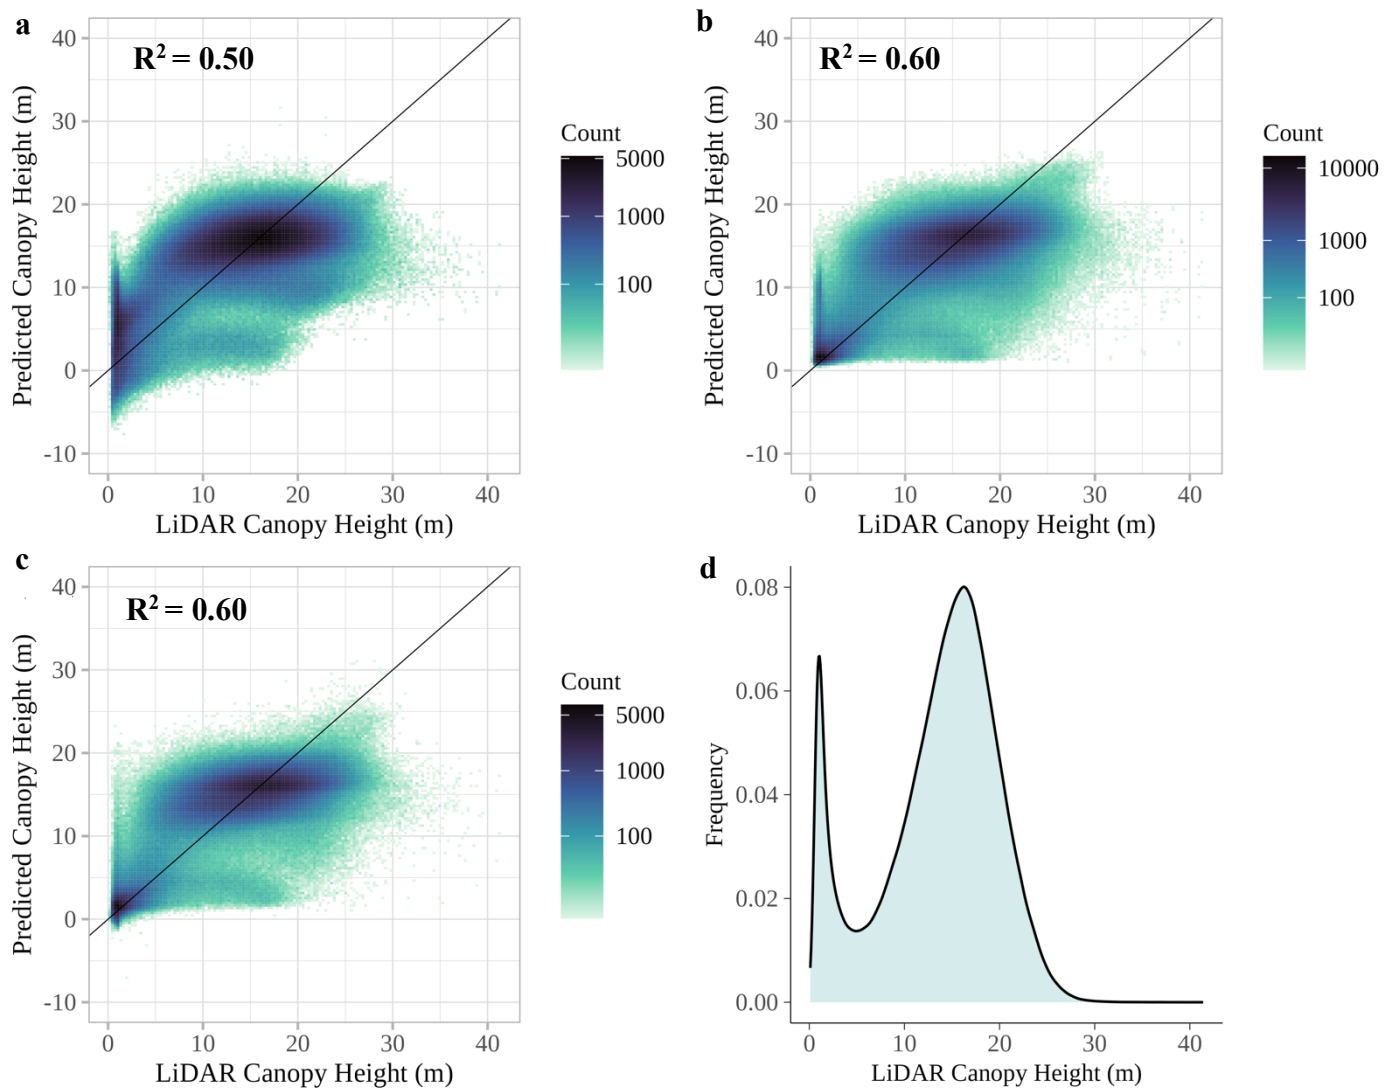 a
R² = 0.50
Predicted Canopy Height (m)
40
30
20
10
0
-10
0 10 20 30 40
LiDAR Canopy Height (m)
Count
5000
1000
100
b
R² = 0.60
Predicted Canopy Height (m)
40
30
20
10
0
-10
0 10 20 30 40
LiDAR Canopy Height (m)
Count
10000
1000
100
c
R² = 0.60
Predicted Canopy Height (m)
40
30
20
10
0
-10
0 10 20 30 40
LiDAR Canopy Height (m)
Count
5000
1000
100
d
Frequency
0.08
0.06
0.04
0.02
0.00
0 10 20 30 40
LiDAR Canopy Height (m)